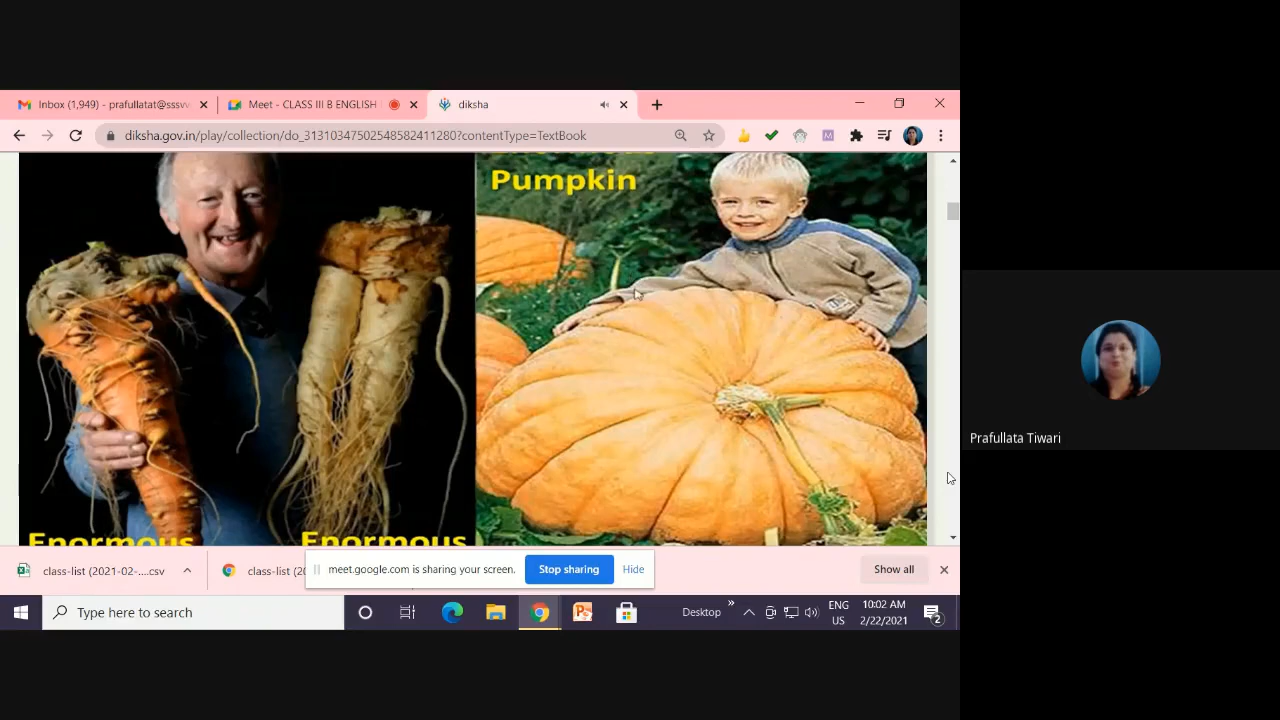 Inbox (1,949) - prafullatat@sssv
Meet - CLASS III B ENGLISH
diksha
diksha.gov.in/play/collection/do_31310347502548582411280?contentType=TextBook
Pumpkin
Enormous
Enormous
class-list (2021-02-....csv
class-list (20
meet.google.com is sharing your screen.
Stop sharing
Hide
Show all
Type here to search
Desktop
ENG
US
10:02 AM
2/22/2021
2
Prafullata Tiwari